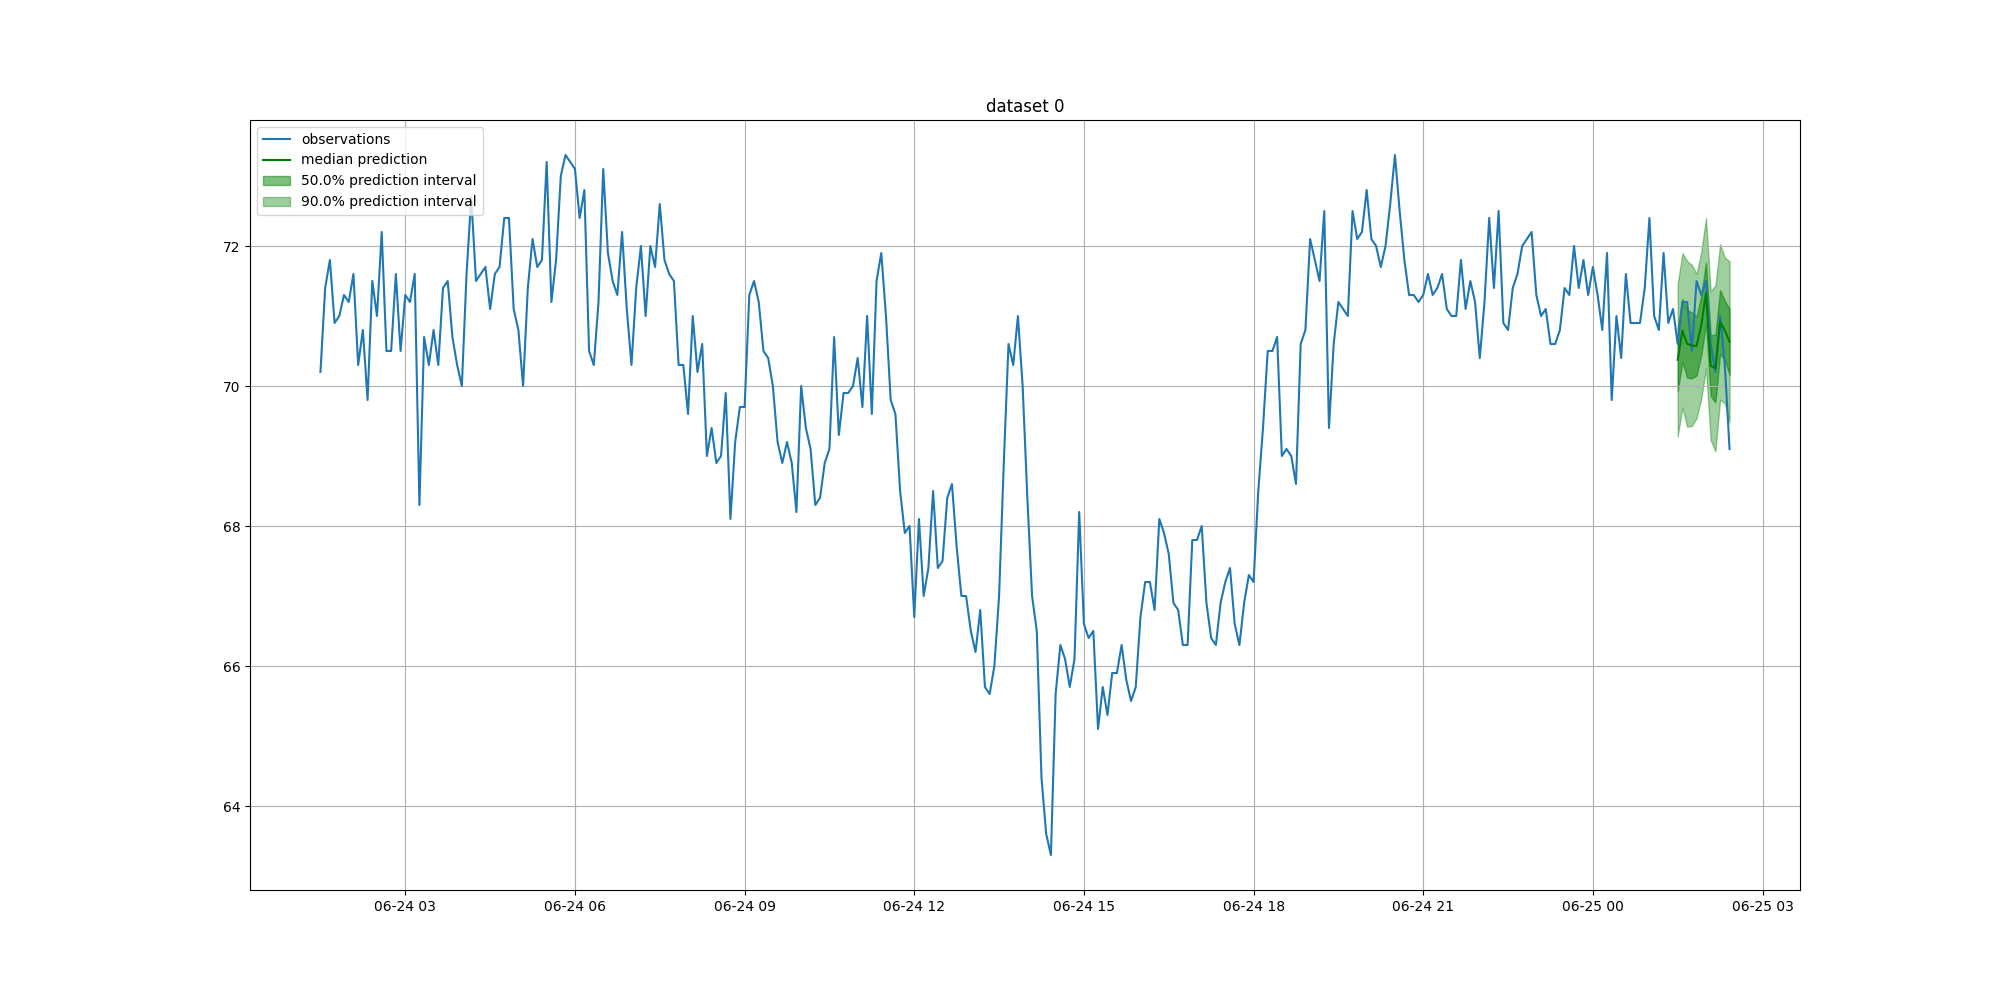 dataset 0
observations
median prediction
50.0% prediction interval
90.0% prediction interval
72
70
68
66
64
06-24 03
06-24 06
06-24 09
06-24 12
06-24 15
06-24 18
06-24 21
06-25 00
06-25 03